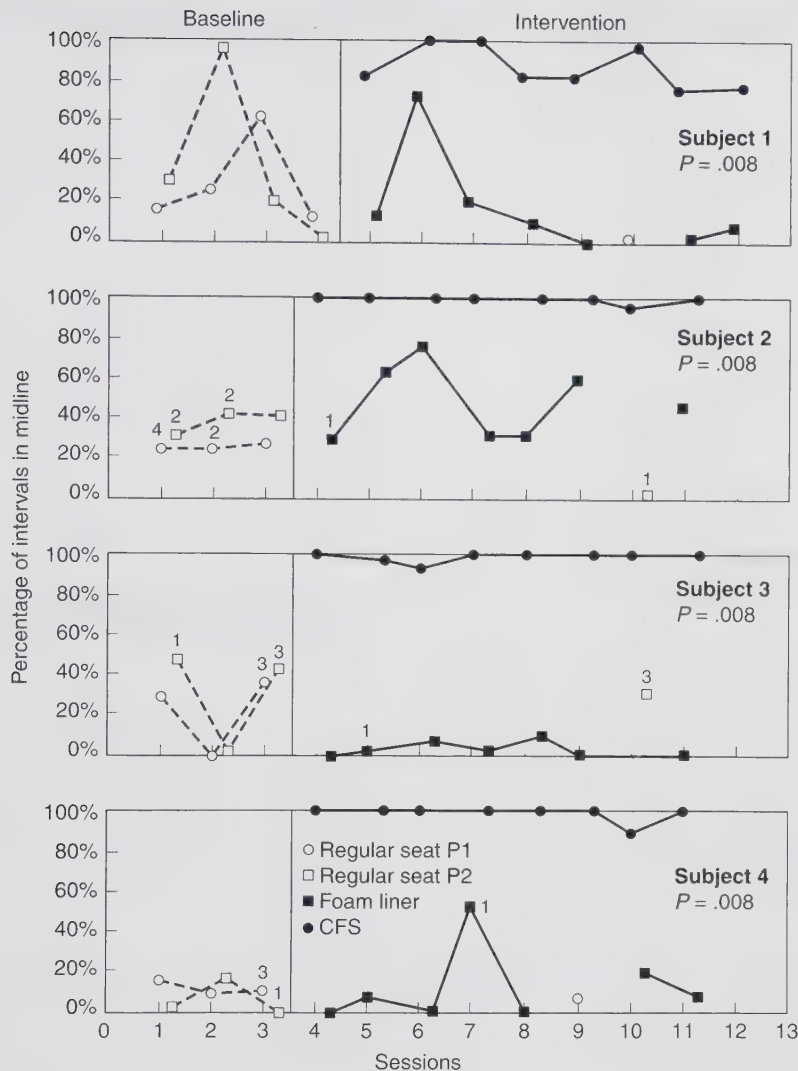 Baseline Intervention
Percentage of intervals in midline
100%
80%
60%
40%
20%
0%
Subject 1
P = .008
100%
80%
60%
40%
20%
0%
4 2 2 2
1
1
Subject 2
P = .008
100%
80%
60%
40%
20%
0%
1 3 3
1
3
Subject 3
P = .008
100%
80%
60%
40%
20%
0%
3 1
1
Regular seat P1
Regular seat P2
Foam liner
CFS
Subject 4
P = .008
0 1 2 3 4 5 6 7 8 9 10 11 12 13
Sessions